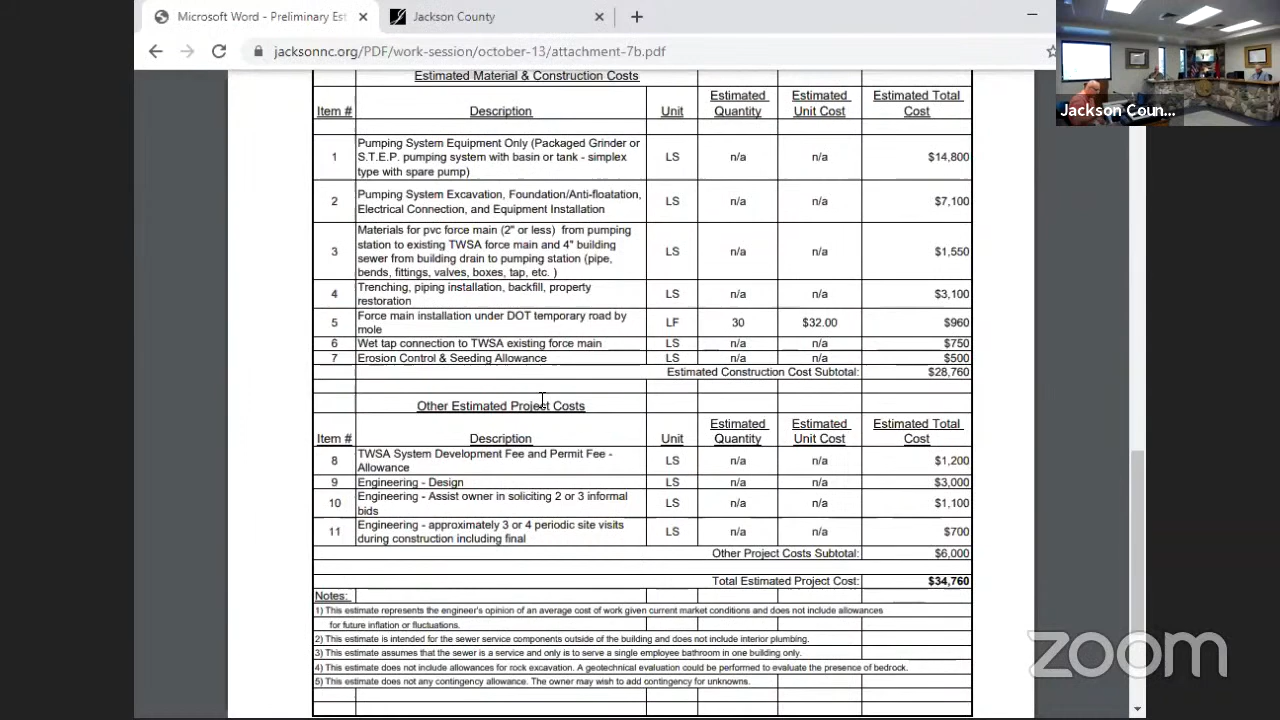 Microsoft Word - Preliminary Est
Jackson County
jacksonnc.org/PDF/work-session/october-13/attachment-7b.pdf
Jackson Coun...
Estimated Material & Construction Costs
Item # Description Unit Estimated Quantity Estimated Unit Cost Estimated Total Cost
1 Pumping System Equipment Only (Packaged Grinder or
S.T.E.P. pumping system with basin or tank - simplex
type with spare pump) LS n/a n/a $14,800
2 Pumping System Excavation, Foundation/Anti-floatation,
Electrical Connection, and Equipment Installation LS n/a n/a $7,100
3 Materials for pvc force main (2" or less) from pumping
station to existing TWSA force main and 4" building
sewer from building drain to pumping station (pipe,
bends, fittings, valves, boxes, tap, etc. ) LS n/a n/a $1,550
4 Trenching, piping installation, backfill, property
restoration LS n/a n/a $3,100
5 Force main installation under DOT temporary road by
mole LF 30 $32.00 $960
6 Wet tap connection to TWSA existing force main LS n/a n/a $750
7 Erosion Control & Seeding Allowance LS n/a n/a $500
Estimated Construction Cost Subtotal: $28,760
Other Estimated Project Costs
Item # Description Unit Estimated Quantity Estimated Unit Cost Estimated Total Cost
8 TWSA System Development Fee and Permit Fee -
Allowance LS n/a n/a $1,200
9 Engineering - Design LS n/a n/a $3,000
10 Engineering - Assist owner in soliciting 2 or 3 informal
bids LS n/a n/a $1,100
11 Engineering - approximately 3 or 4 periodic site visits
during construction including final LS n/a n/a $700
Other Project Costs Subtotal: $6,000
Total Estimated Project Cost: $34,760
Notes:
1) This estimate represents the engineer's opinion of an average cost of work given current market conditions and does not include allowances
for future inflation or fluctuations.
2) This estimate is intended for the sewer service components outside of the building and does not include interior plumbing.
3) This estimate assumes that the sewer is a service and only is to serve a single employee bathroom in one building only.
4) This estimate does not include allowances for rock excavation. A geotechnical evaluation could be performed to evaluate the presence of bedrock.
5) This estimate does not any contingency allowance. The owner may wish to add contingency for unknowns.
zoom